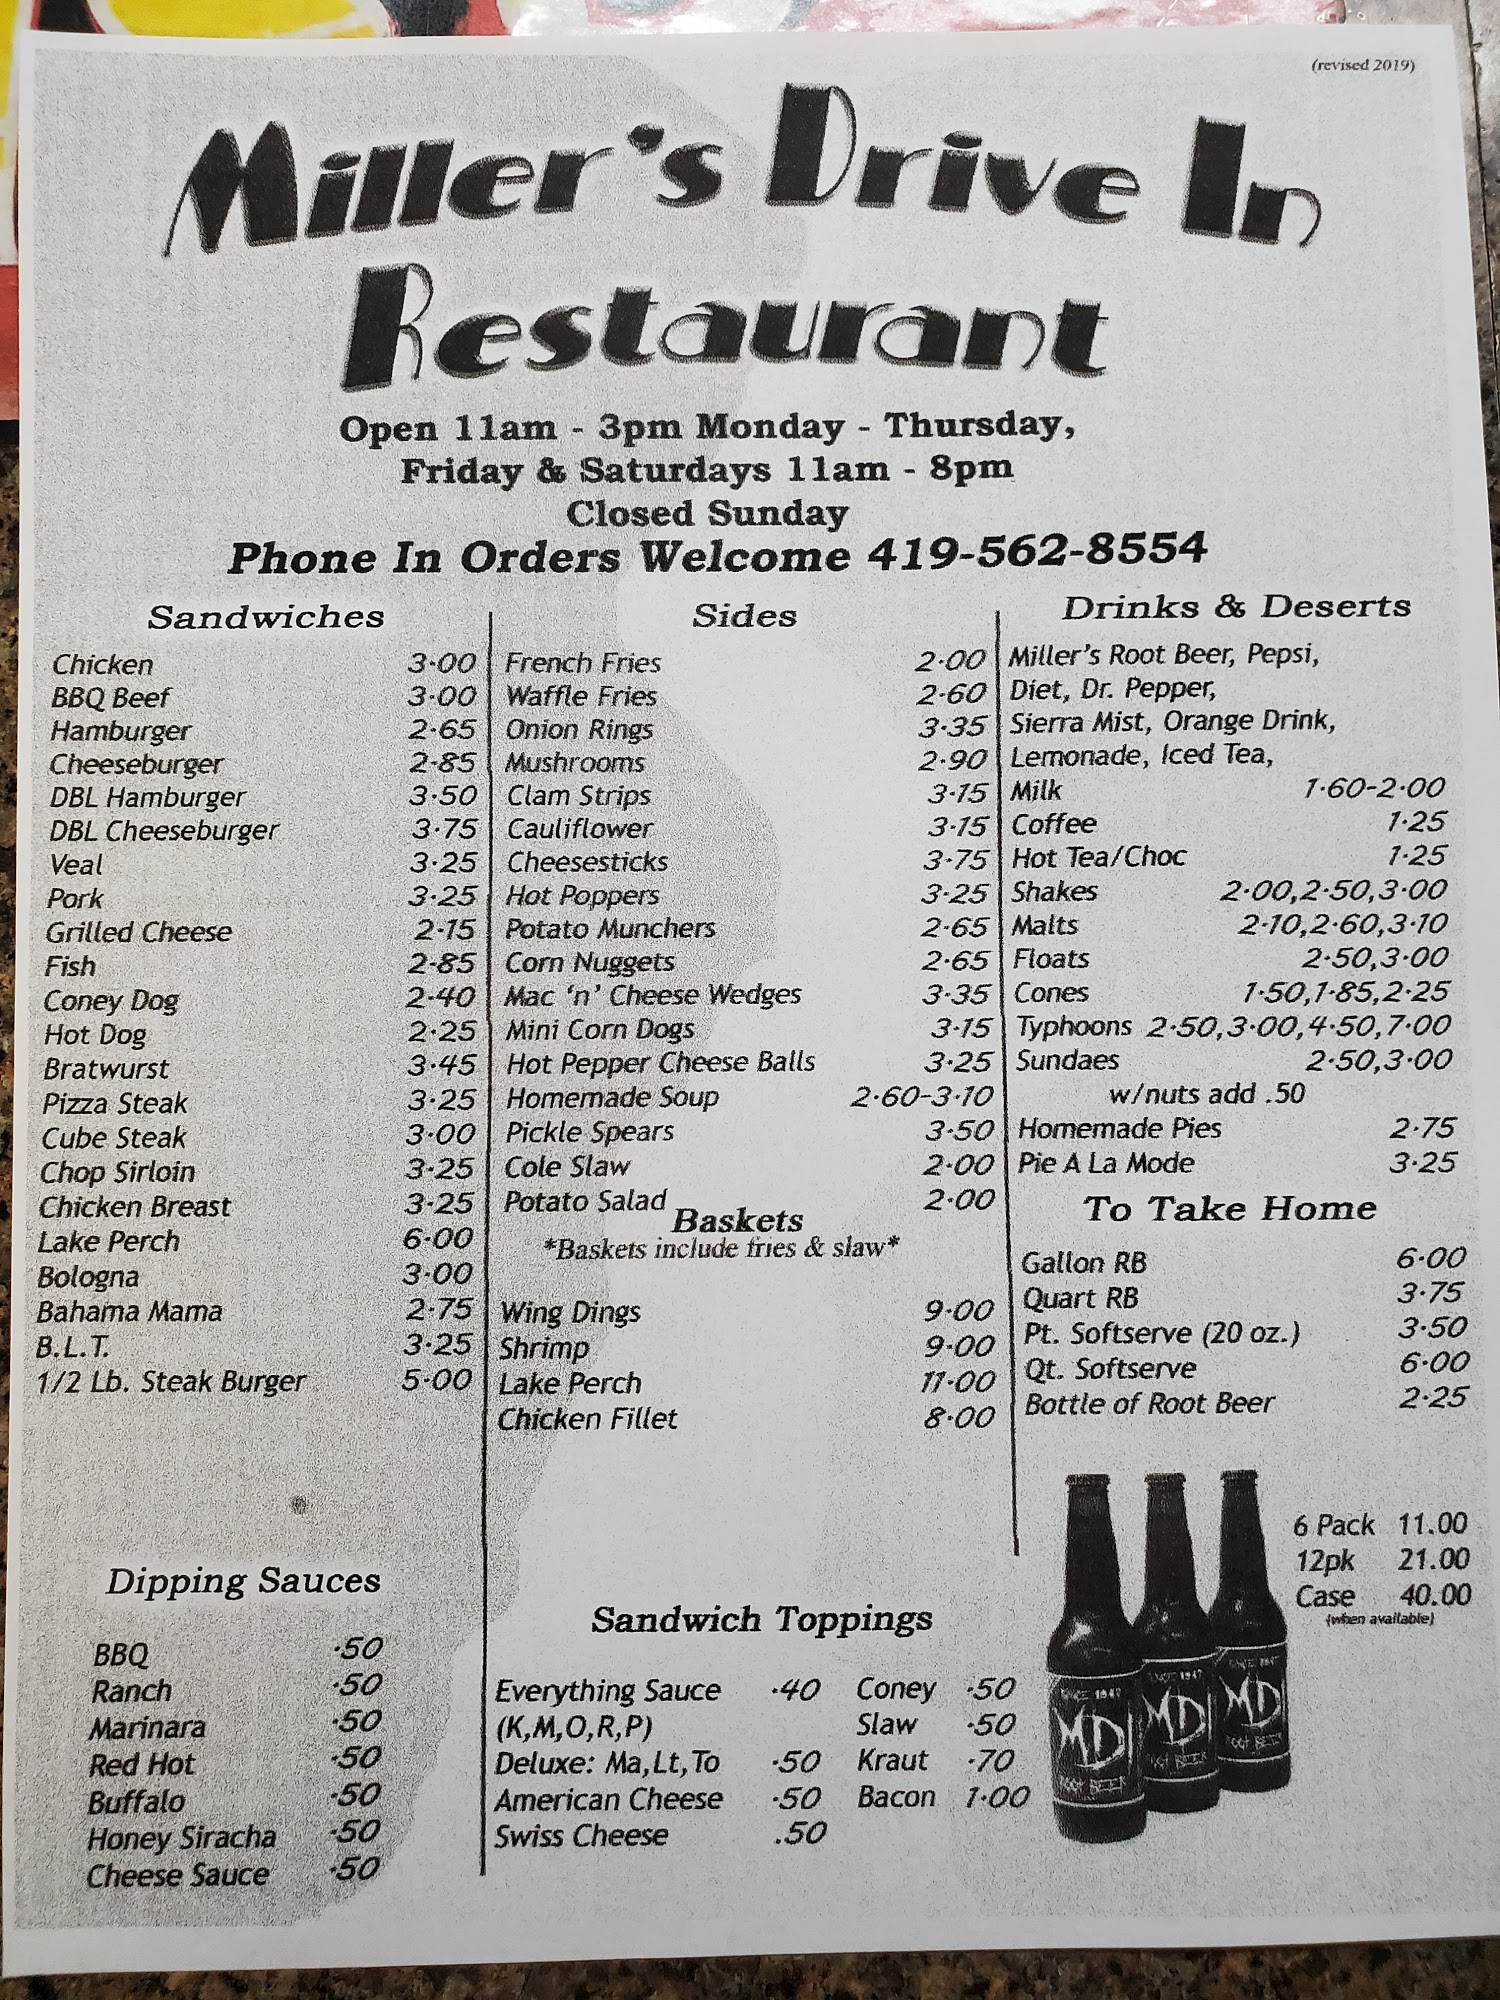 (revised 2019)
Miller's Drive In
Restaurant
Open 11am - 3pm Monday - Thursday,
Friday & Saturdays 11am - 8pm
Closed Sunday
Phone In Orders Welcome 419-562-8554
Sandwiches
Chicken 3.00
BBQ Beef 3.00
Hamburger 2.65
Cheeseburger 2.85
DBL Hamburger 3.50
DBL Cheeseburger 3.75
Veal 3.25
Pork 3.25
Grilled Cheese 2.15
Fish 2.85
Coney Dog 2.40
Hot Dog 2.25
Bratwurst 3.45
Pizza Steak 3.25
Cube Steak 3.00
Chop Sirloin 3.25
Chicken Breast 3.25
Lake Perch 6.00
Bologna 3.00
Bahama Mama 2.75
B.L.T. 3.25
1/2 Lb. Steak Burger 5.00
Dipping Sauces
BBQ .50
Ranch .50
Marinara .50
Red Hot .50
Buffalo .50
Honey Siracha .50
Cheese Sauce .50
Sides
French Fries 2.00
Waffle Fries 2.60
Onion Rings 3.35
Mushrooms 2.90
Clam Strips 3.15
Cauliflower 3.15
Cheesesticks 3.75
Hot Poppers 3.25
Potato Munchers 2.65
Corn Nuggets 2.65
Mac 'n' Cheese Wedges 3.35
Mini Corn Dogs 3.15
Hot Pepper Cheese Balls 3.25
Homemade Soup 2.60-3.10
Pickle Spears 3.50
Cole Slaw 2.00
Potato Salad 2.00
Baskets
*Baskets include fries & slaw*
Wing Dings 9.00
Shrimp 9.00
Lake Perch 11.00
Chicken Fillet 8.00
Sandwich Toppings
Everything Sauce .40 Coney .50
(K,M,O,R,P) Slaw .50
Deluxe: Ma,Lt,To .50 Kraut .70
American Cheese .50 Bacon 1.00
Swiss Cheese .50
Drinks & Deserts
Miller's Root Beer, Pepsi,
Diet, Dr. Pepper,
Sierra Mist, Orange Drink,
Lemonade, Iced Tea,
Milk 1.60-2.00
Coffee 1.25
Hot Tea/Choc 1.25
Shakes 2.00,2.50,3.00
Malts 2.10,2.60,3.10
Floats 2.50,3.00
Cones 1.50,1.85,2.25
Typhoons 2.50,3.00,4.50,7.00
Sundaes 2.50,3.00
w/nuts add .50
Homemade Pies 2.75
Pie A La Mode 3.25
To Take Home
Gallon RB 6.00
Quart RB 3.75
Pt. Softserve (20 oz.) 3.50
Qt. Softserve 6.00
Bottle of Root Beer 2.25
6 Pack 11.00
12pk 21.00
Case 40.00
(when available)
SINCE 1947
MD
ROOT BEER
SINCE 1947
MD
ROOT BEER
SINCE 1947
MD
ROOT BEER